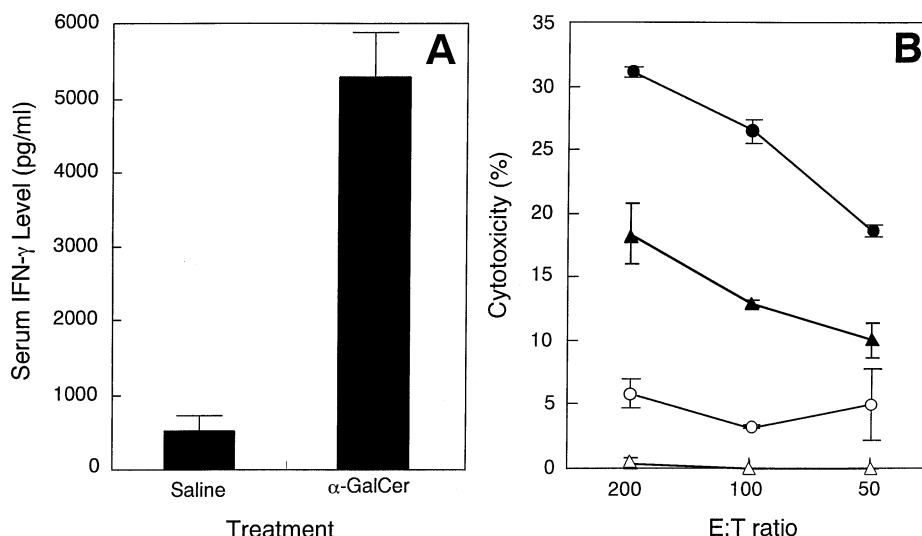 A
6000
5000
4000
3000
2000
1000
0
Serum IFN-γ Level (pg/ml)
Saline
α-GalCer
Treatment
B
35
30
25
20
15
10
5
0
Cytotoxicity (%)
200
100
50
E:T ratio